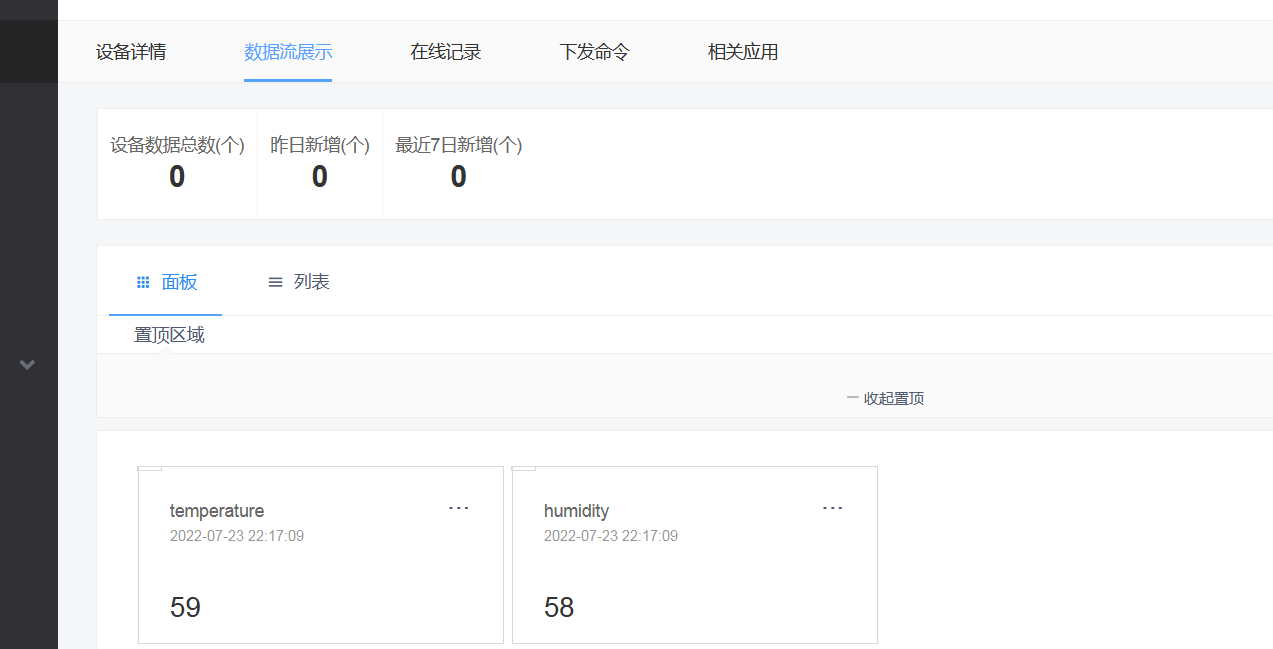 设备详情 数据流展示 在线记录 下发命令 相关应用
设备数据总数(个) 昨日新增(个) 最近7日新增(个)
0 0 0
面板 列表
置顶区域
收起置顶
temperature ... humidity ...
2022-07-23 22:17:09 2022-07-23 22:17:09
59 58